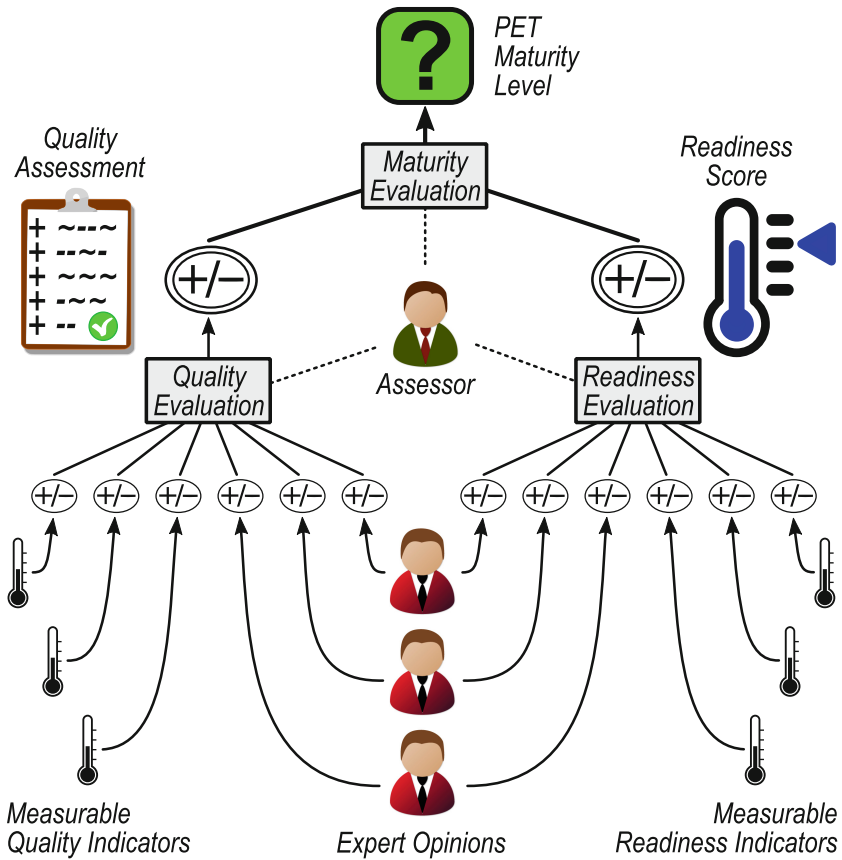 ?
PET
Maturity
Level
Quality
Assessment
Maturity
Evaluation
Readiness
Score
+ ~--~
+ --~-
+ ~~~
+ -~~
+ --
+/−
+/−
Assessor
Quality
Evaluation
Readiness
Evaluation
+/− +/− +/− +/− +/− +/−
+/− +/− +/− +/− +/− +/−
Measurable
Quality Indicators
Expert Opinions
Measurable
Readiness Indicators